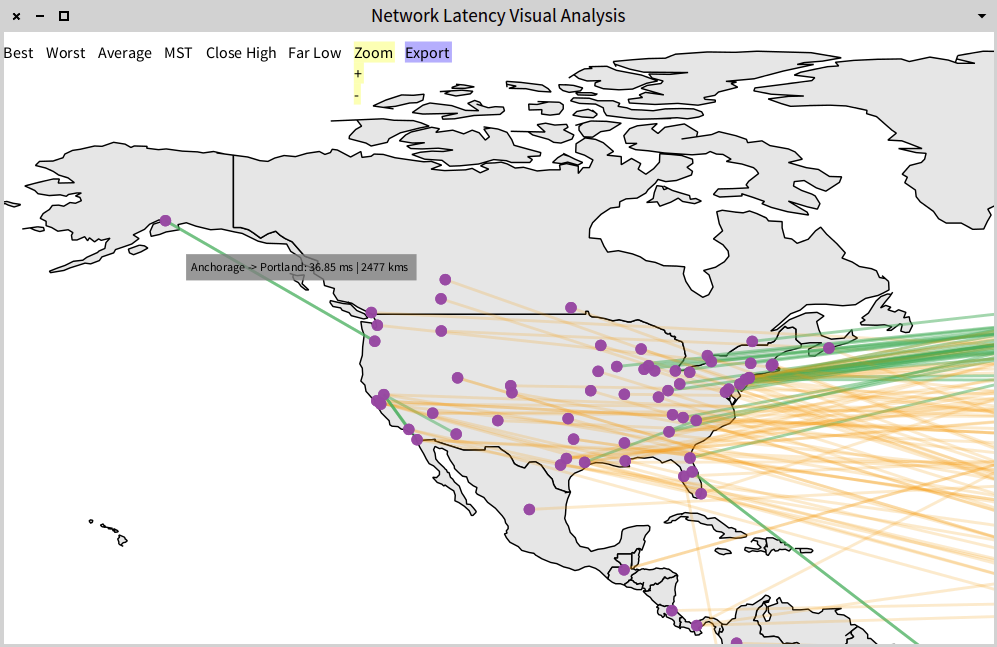 Network Latency Visual Analysis
Best Worst Average MST Close High Far Low Zoom Export
+
-
Anchorage -> Portland: 36.85 ms | 2477 kms